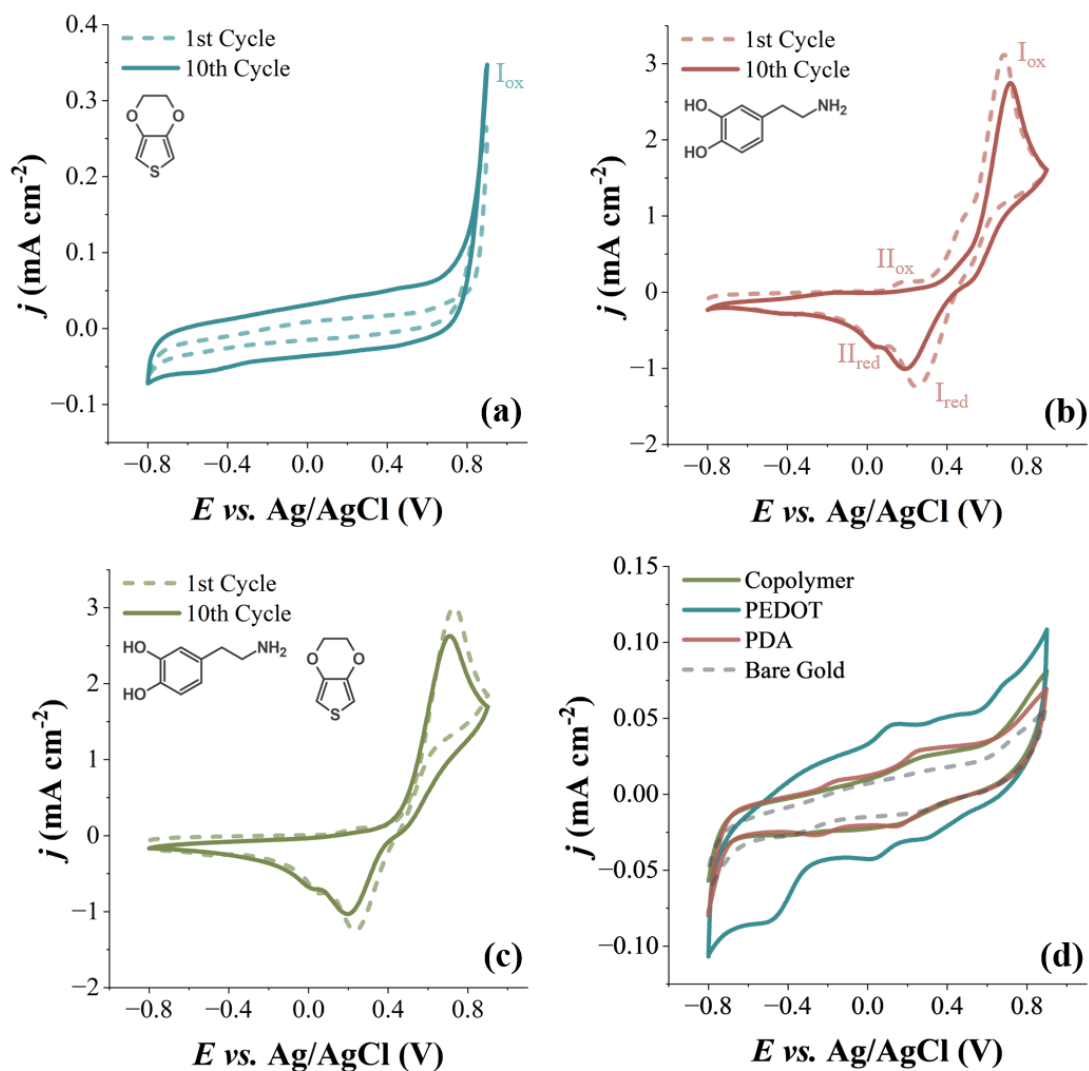 1st Cycle
10th Cycle
I_ox
O
O
S
0.4
0.3
0.2
0.1
0.0
−0.1
j (mA cm⁻²)
−0.8
−0.4
0.0
0.4
0.8
E vs. Ag/AgCl (V)
(a)
1st Cycle
10th Cycle
I_ox
HO
HO
NH₂
II_ox
II_red
I_red
3
2
1
0
−1
−2
j (mA cm⁻²)
−0.8
−0.4
0.0
0.4
0.8
E vs. Ag/AgCl (V)
(b)
1st Cycle
10th Cycle
HO
HO
NH₂
O
O
S
3
2
1
0
−1
−2
j (mA cm⁻²)
−0.8
−0.4
0.0
0.4
0.8
E vs. Ag/AgCl (V)
(c)
Copolymer
PEDOT
PDA
Bare Gold
0.15
0.10
0.05
0.00
−0.05
−0.10
j (mA cm⁻²)
−0.8
−0.4
0.0
0.4
0.8
E vs. Ag/AgCl (V)
(d)